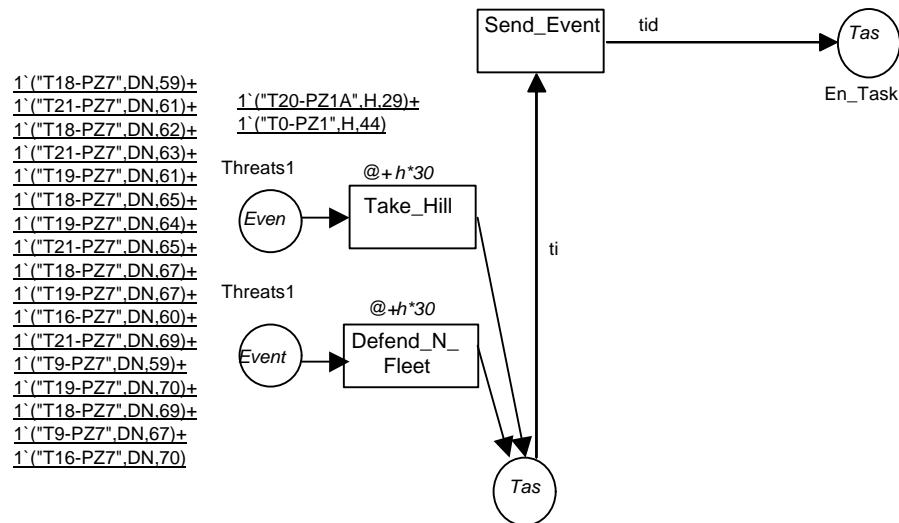 Send_Event
tid
Tas
En_Task
1`("T18-PZ7",DN,59)+
1`("T21-PZ7",DN,61)+
1`("T18-PZ7",DN,62)+
1`("T21-PZ7",DN,63)+
1`("T19-PZ7",DN,61)+
1`("T18-PZ7",DN,65)+
1`("T19-PZ7",DN,64)+
1`("T21-PZ7",DN,65)+
1`("T18-PZ7",DN,67)+
1`("T19-PZ7",DN,67)+
1`("T16-PZ7",DN,60)+
1`("T21-PZ7",DN,69)+
1`("T9-PZ7",DN,59)+
1`("T19-PZ7",DN,70)+
1`("T18-PZ7",DN,69)+
1`("T9-PZ7",DN,67)+
1`("T16-PZ7",DN,70)
1`("T20-PZ1A",H,29)+
1`("T0-PZ1",H,44)
Threats1
@+h*30
Even
Take_Hill
ti
Threats1
@+h*30
Event
Defend_N_
Fleet
Tas